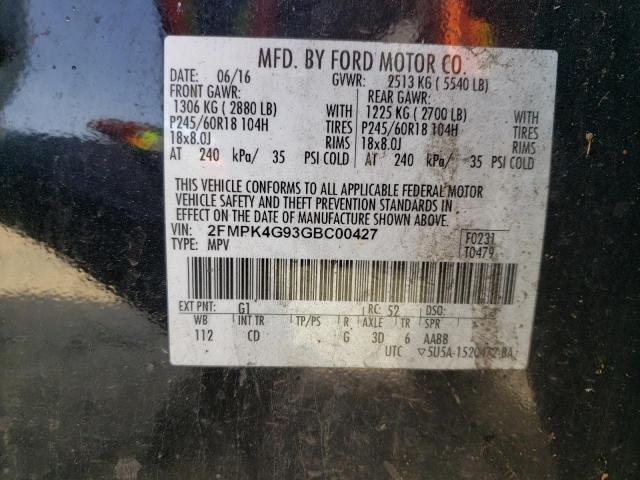 MFD. BY FORD MOTOR CO.
DATE: 06/16 GVWR: 2513 KG ( 5540 LB)
FRONT GAWR: REAR GAWR:
1306 KG ( 2880 LB) WITH 1225 KG ( 2700 LB) WITH
P245/60R18 104H TIRES P245/60R18 104H TIRES
18x8.0J RIMS 18x8.0J RIMS
AT 240 kPa/ 35 PSI COLD AT 240 kPa/ 35 PSI COLD
THIS VEHICLE CONFORMS TO ALL APPLICABLE FEDERAL MOTOR
VEHICLE SAFETY AND THEFT PREVENTION STANDARDS IN
EFFECT ON THE DATE OF MANUFACTURE SHOWN ABOVE.
VIN: 2FMPK4G93GBC00427 F0231
TYPE: MPV T0479
EXT PNT: G1 RC: 52 DSO:
WB INT TR TP/PS R AXLE TR SPR
112 CD G 3D 6 AABB
UTC ▽5U5A-1520472-BA